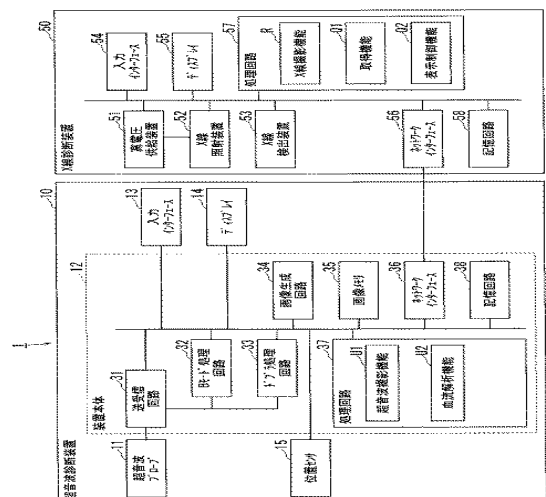 1
10
超音波診断装置
11
超音波
プローブ
15
位置センサ
12
装置本体
31
送受信
回路
32
Bモード処理
回路
33
ドプラ処理
回路
37
処理回路
U1
超音波撮影機能
U2
血流解析機能
34
画像生成
回路
35
画像メモリ
36
ネットワーク
インターフェース
38
記憶回路
13
入力
インターフェース
14
ディスプレイ
50
X線診断装置
51
高電圧
供給装置
52
X線
照射装置
53
X線
検出装置
54
入力
インターフェース
55
ディスプレイ
56
ネットワーク
インターフェース
57
処理回路
R
X線撮影機能
Q1
取得機能
Q2
表示制御機能
58
記憶回路